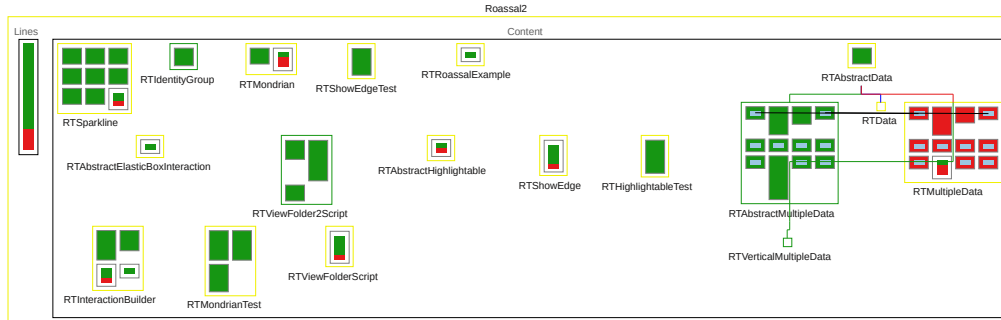 Roassal2
Lines
Content
RTSparkline
RTIdentityGroup
RTMondrian
RTShowEdgeTest
RTRoassalExample
RTAbstractData
RTData
RTAbstractElasticBoxInteraction
RTViewFolder2Script
RTAbstractHighlightable
RTShowEdge
RTHighlightableTest
RTAbstractMultipleData
RTMultipleData
RTVerticalMultipleData
RTInteractionBuilder
RTMondrianTest
RTViewFolderScript